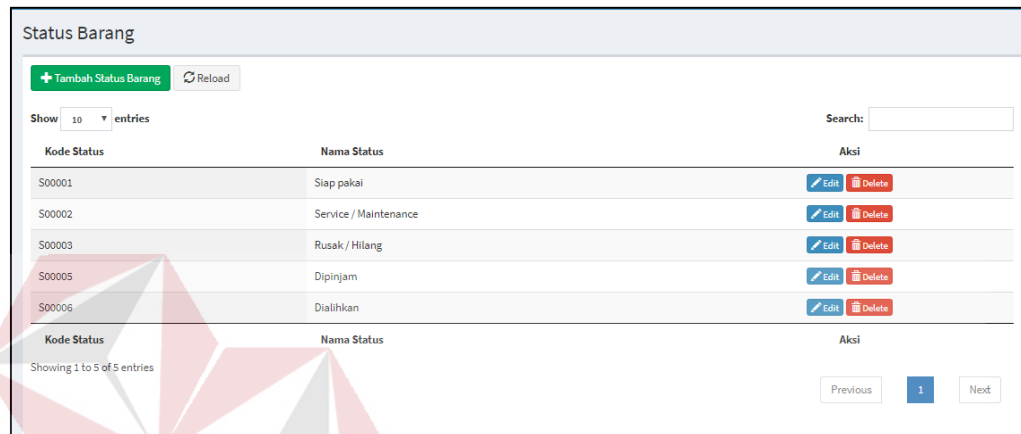 Status Barang
Tambah Status Barang Reload
Show 10 entries Search:
Kode Status Nama Status Aksi
S00001 Siap pakai Edit Delete
S00002 Service / Maintenance Edit Delete
S00003 Rusak / Hilang Edit Delete
S00005 Dipinjam Edit Delete
S00006 Dialihkan Edit Delete
Kode Status Nama Status Aksi
Showing 1 to 5 of 5 entries
Previous 1 Next